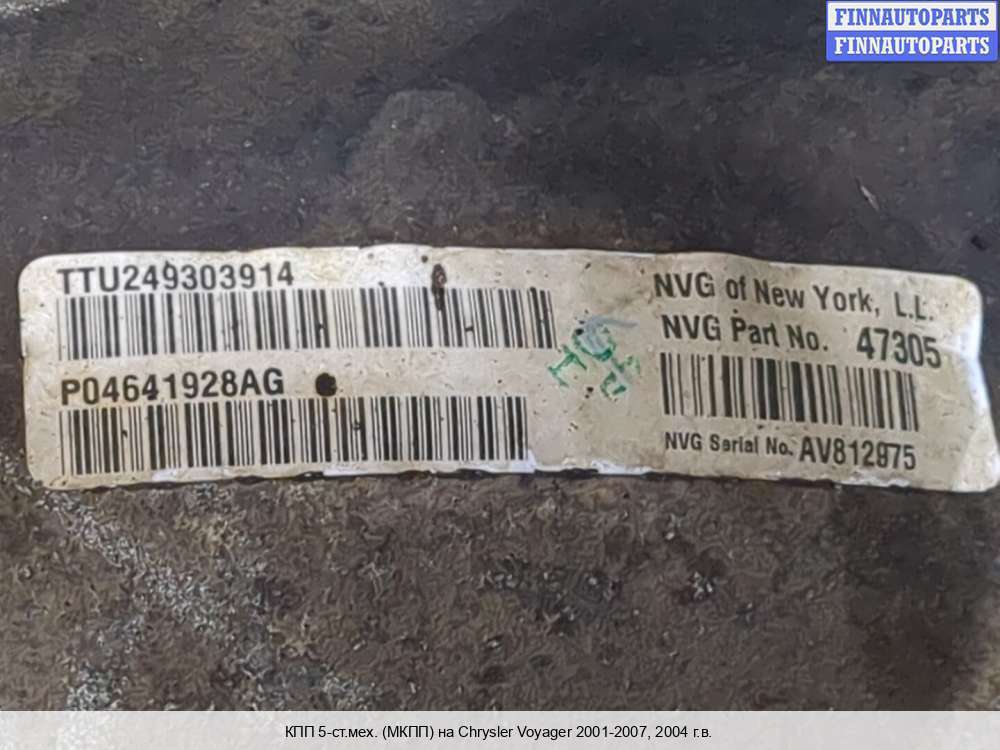 FINNAUTOPARTS
FINNAUTOPARTS
TTU249303914
P04641928AG
NVG of New York, L.L.
NVG Part No. 47305
NVG Serial No. AV812975
КПП 5-ст.мех. (МКПП) на Chrysler Voyager 2001-2007, 2004 г.в.